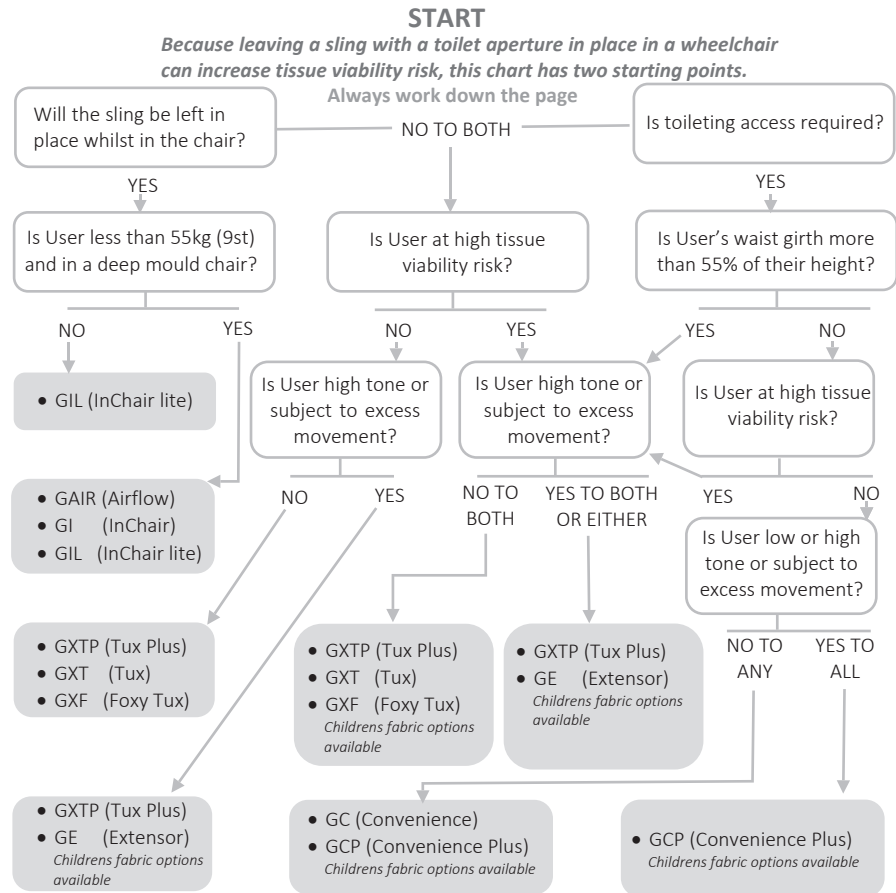 START
Because leaving a sling with a toilet aperture in place in a wheelchair
can increase tissue viability risk, this chart has two starting points.
Always work down the page
Will the sling be left in
place whilst in the chair?
NO TO BOTH
Is toileting access required?
YES
YES
Is User less than 55kg (9st)
and in a deep mould chair?
Is User at high tissue
viability risk?
Is User’s waist girth more
than 55% of their height?
NO
YES
NO
YES
YES
NO
• GIL (InChair lite)
Is User high tone or
subject to excess
movement?
Is User high tone or
subject to excess
movement?
Is User at high tissue
viability risk?
• GAIR (Airflow)
• GI (InChair)
• GIL (InChair lite)
NO
YES
NO TO
BOTH
YES TO BOTH
OR EITHER
YES
NO
Is User low or high
tone or subject to
excess movement?
• GXTP (Tux Plus)
• GXT (Tux)
• GXF (Foxy Tux)
• GXTP (Tux Plus)
• GXT (Tux)
• GXF (Foxy Tux)
Childrens fabric options
available
• GXTP (Tux Plus)
• GE (Extensor)
Childrens fabric options
available
NO TO
ANY
YES TO
ALL
• GXTP (Tux Plus)
• GE (Extensor)
Childrens fabric options
available
• GC (Convenience)
• GCP (Convenience Plus)
Childrens fabric options available
• GCP (Convenience Plus)
Childrens fabric options available